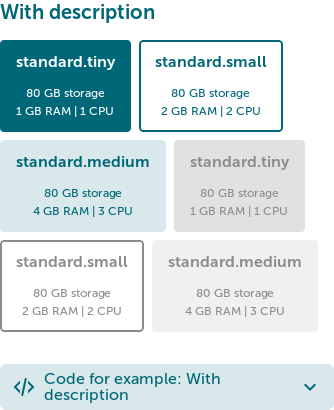 With description
standard.tiny
80 GB storage
1 GB RAM | 1 CPU
standard.small
80 GB storage
2 GB RAM | 2 CPU
standard.medium
80 GB storage
4 GB RAM | 3 CPU
standard.tiny
80 GB storage
1 GB RAM | 1 CPU
standard.small
80 GB storage
2 GB RAM | 2 CPU
standard.medium
80 GB storage
4 GB RAM | 3 CPU
Code for example: With
description